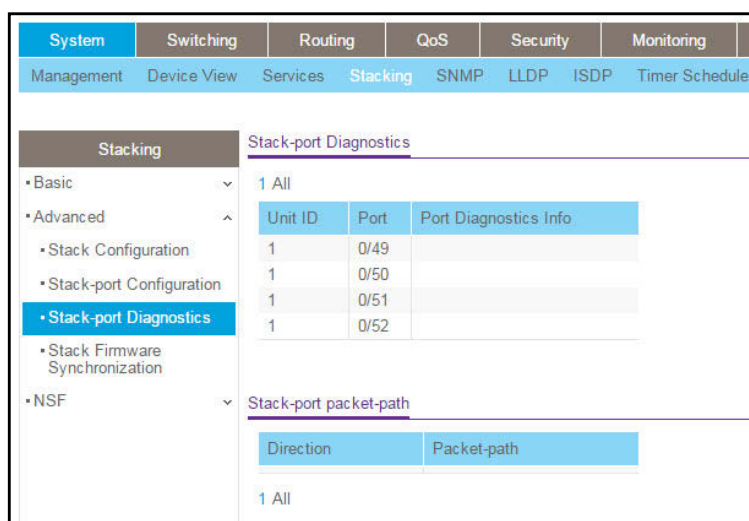 System Switching Routing QoS Security Monitoring
Management Device View Services Stacking SNMP LLDP ISDP Timer Schedule
Stacking
Basic
Advanced
Stack Configuration
Stack-port Configuration
Stack-port Diagnostics
Stack Firmware
Synchronization
NSF
Stack-port Diagnostics
1 All
Unit ID Port Port Diagnostics Info
1 0/49
1 0/50
1 0/51
1 0/52
Stack-port packet-path
Direction Packet-path
1 All